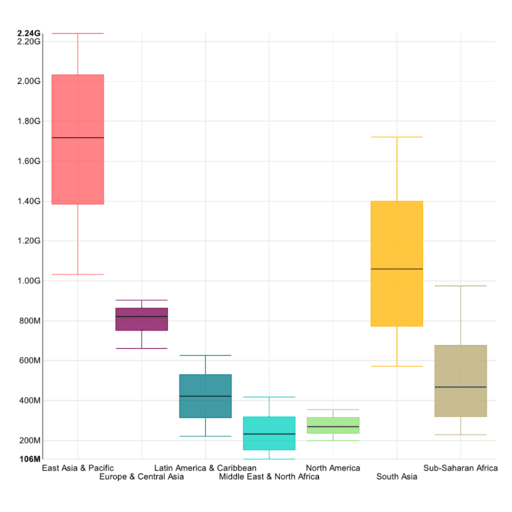 2.24G
2.20G
2.00G
1.80G
1.60G
1.40G
1.20G
1.00G
800M
600M
400M
200M
106M
East Asia & Pacific
Latin America & Caribbean
North America
Sub-Saharan Africa
Europe & Central Asia
Middle East & North Africa
South Asia